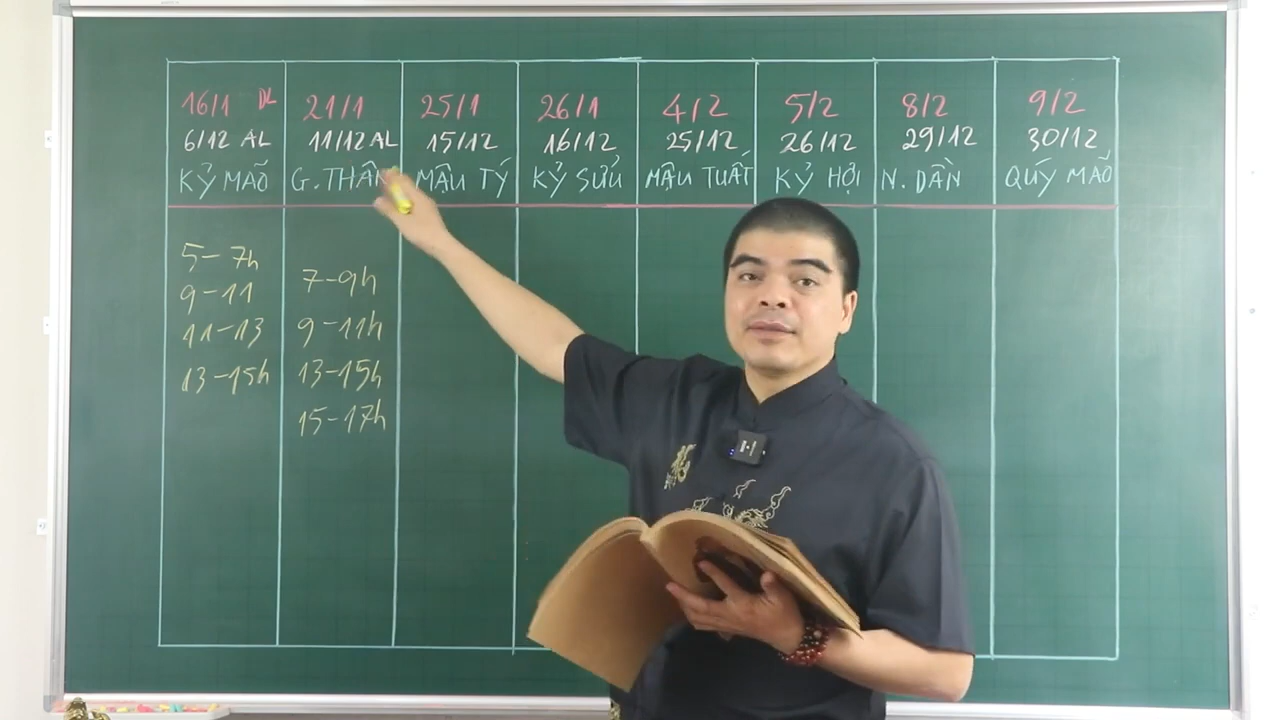 16/1 DL 21/1 25/1 26/1 4/2 5/2 8/2 9/2
6/12 AL 11/12 AL 15/12 16/12 25/12 26/12 29/12 30/12
KỶ MÃO G. THÂN MẬU TÝ KỶ SỬU MẬU TUẤT KỶ HỢI N. DẦN QUÝ MÃO
5-7h
7-9h
9-11
9-11h
11-13
13-15h
13-15h
15-17h